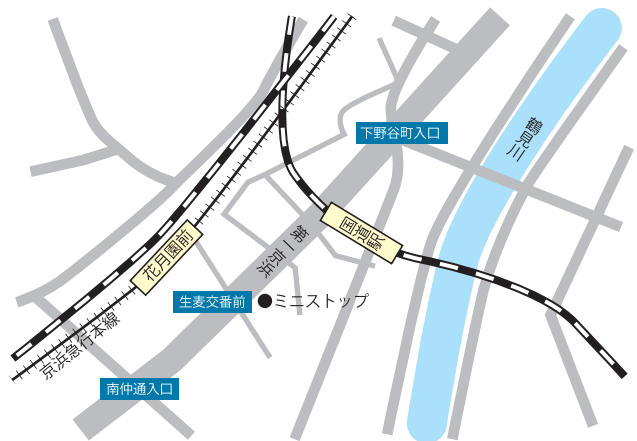 下野谷町入口
鶴見川
国道駅
第二京浜
花月園前
生麦交番前
ミニストップ
京浜急行本線
南仲通入口